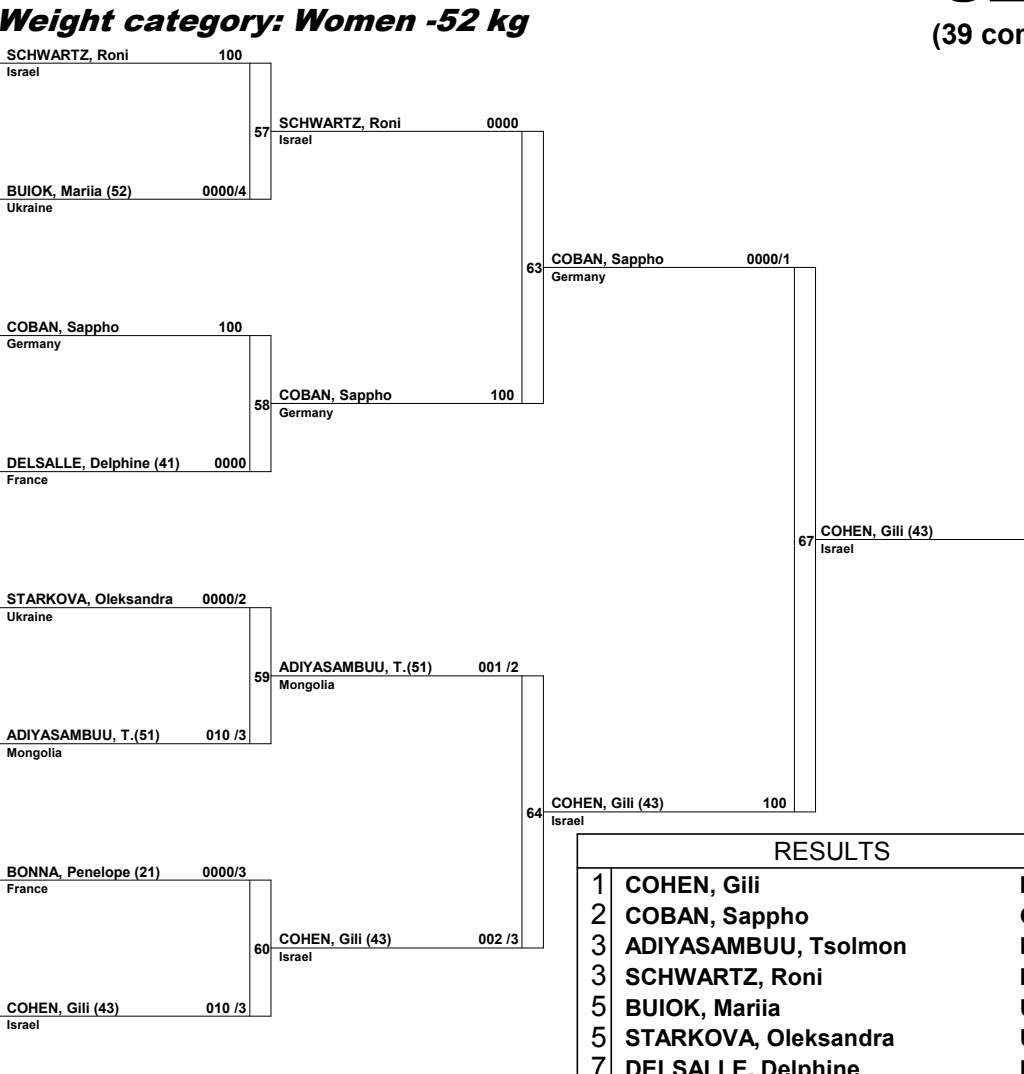 Weight category: Women -52 kg
(39
SCHWARTZ, Roni 100
Israel
57
SCHWARTZ, Roni 0000
Israel
BUIOK, Mariia (52) 0000/4
Ukraine
63
COBAN, Sappho 0000/1
Germany
COBAN, Sappho 100
Germany
58
COBAN, Sappho 100
Germany
DELSALLE, Delphine (41) 0000
France
67
COHEN, Gili (43)
Israel
STARKOVA, Oleksandra 0000/2
Ukraine
59
ADIYASAMBUU, T.(51) 001 /2
Mongolia
ADIYASAMBUU, T.(51) 010 /3
Mongolia
64
COHEN, Gili (43) 100
Israel
BONNA, Penelope (21) 0000/3
France
60
COHEN, Gili (43) 002 /3
Israel
COHEN, Gili (43) 010 /3
Israel
RESULTS
1 COHEN, Gili
2 COBAN, Sappho
3 ADIYASAMBUU, Tsolmon
3 SCHWARTZ, Roni
5 BUIOK, Mariia
5 STARKOVA, Oleksandra
7 DELSALLE, Delphine